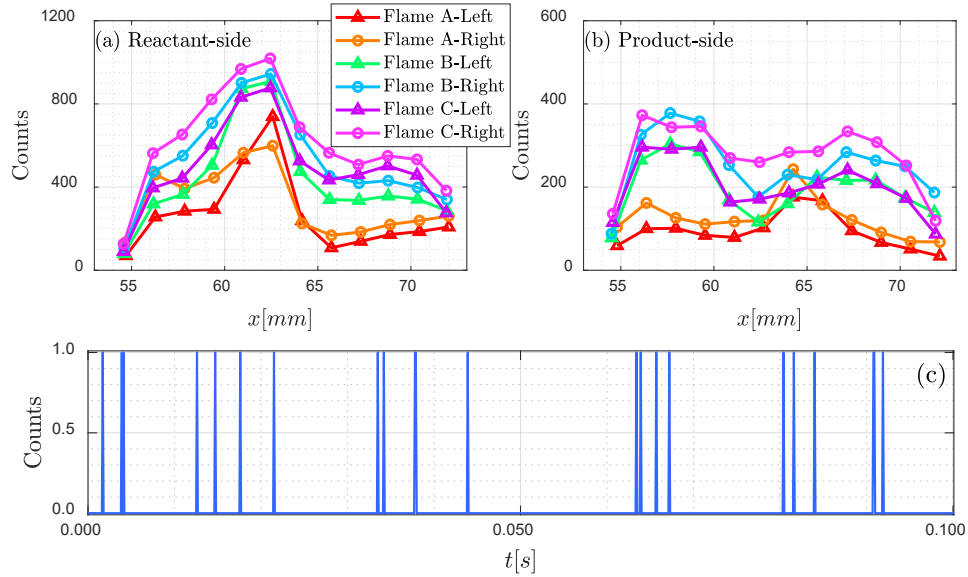 1200
800
400
0
Counts
(a) Reactant-side
55
60
65
70
x[mm]
Flame A-Left
Flame A-Right
Flame B-Left
Flame B-Right
Flame C-Left
Flame C-Right
600
400
200
0
Counts
(b) Product-side
55
60
65
70
x[mm]
1.0
0.5
0.0
Counts
(c)
0.000
0.050
0.100
t[s]